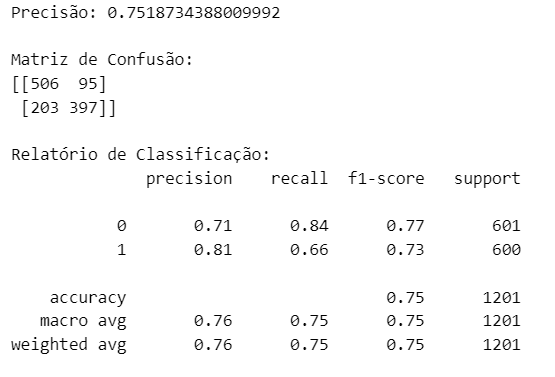 Precisão: 0.7518734388009992
Matriz de Confusão:
[[506  95]
 [203 397]]
Relatório de Classificação:
              precision    recall  f1-score   support
           0       0.71      0.84      0.77       601
           1       0.81      0.66      0.73       600
    accuracy                           0.75      1201
   macro avg       0.76      0.75      0.75      1201
weighted avg       0.76      0.75      0.75      1201